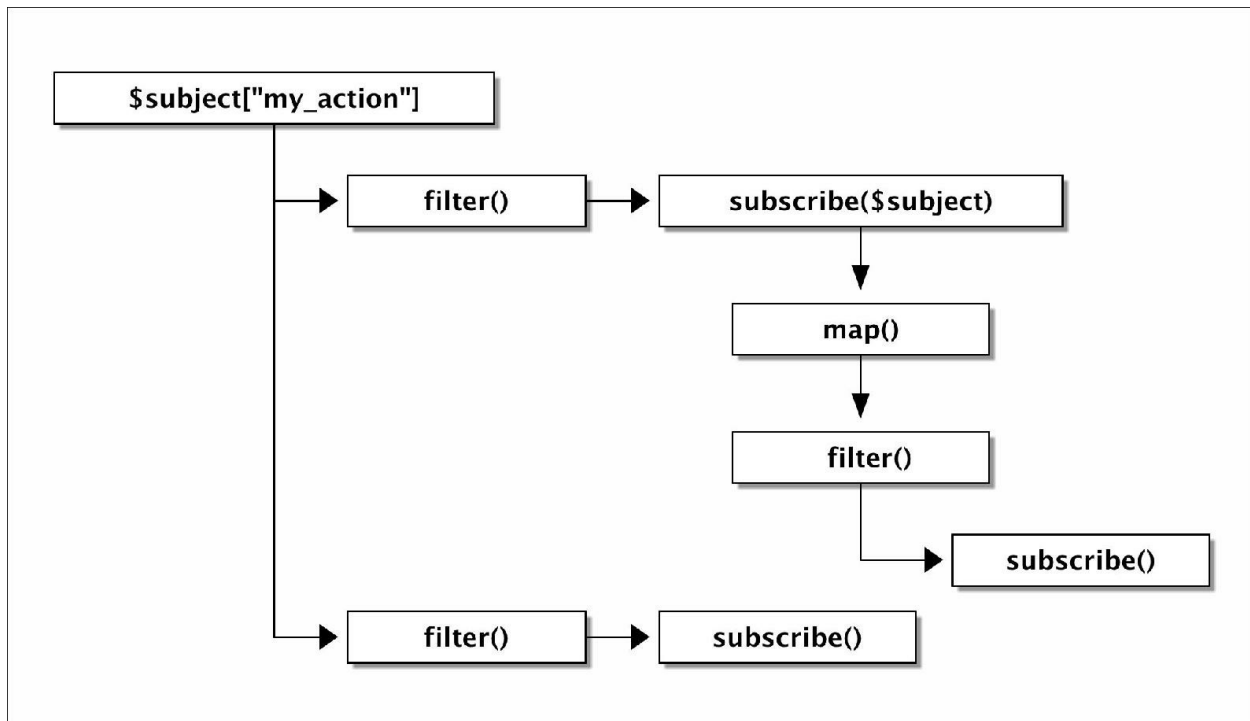 $subject["my_action"]
filter()
subscribe($subject)
map()
filter()
subscribe()
filter()
subscribe()